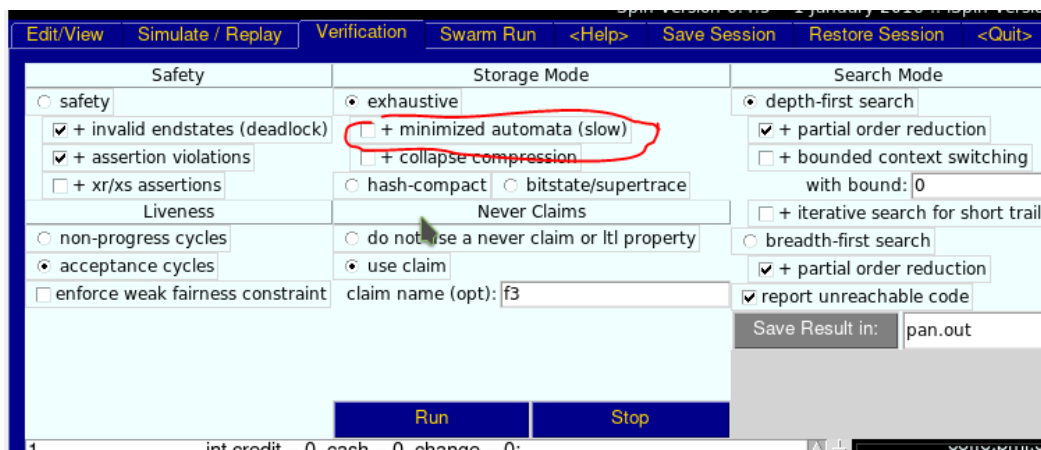 Edit/View Simulate / Replay Verification Swarm Run <Help> Save Session Restore Session <Quit>
Safety Storage Mode Search Mode
safety exhaustive depth-first search
+ invalid endstates (deadlock) + minimized automata (slow) + partial order reduction
+ assertion violations + collapse compression + bounded context switching
+ xr/xs assertions hash-compact bitstate/supertrace with bound: 0
Liveness Never Claims + iterative search for short trail
non-progress cycles do not use a never claim or ltl property breadth-first search
acceptance cycles use claim + partial order reduction
enforce weak fairness constraint claim name (opt): f3 report unreachable code
Save Result in: pan.out
Run Stop
1 int credit = 0, cash = 0, change = 0;